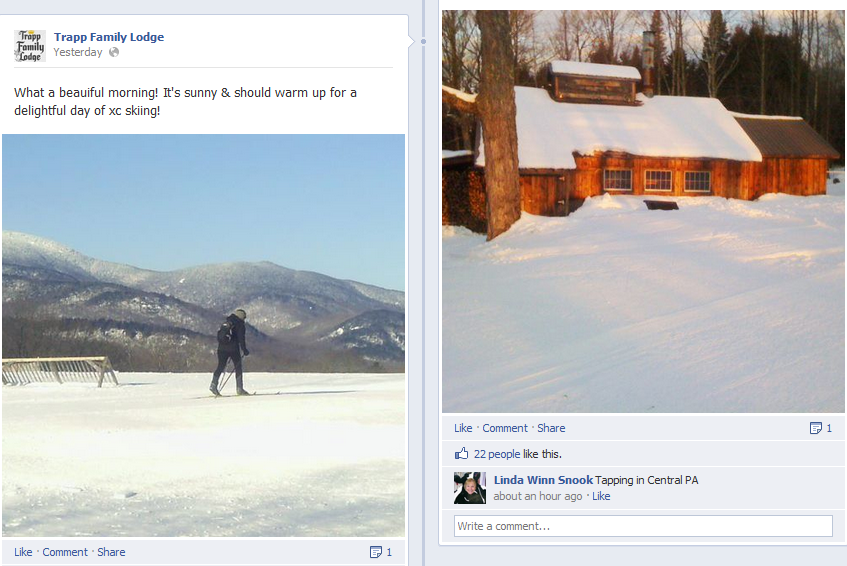 Trapp
Family
Lodge
Trapp Family Lodge
Yesterday
What a beauiful morning! It's sunny & should warm up for a
delightful day of xc skiing!
Like · Comment · Share
1
Like · Comment · Share
1
22 people like this.
Linda Winn Snook Tapping in Central PA
about an hour ago · Like
Write a comment...